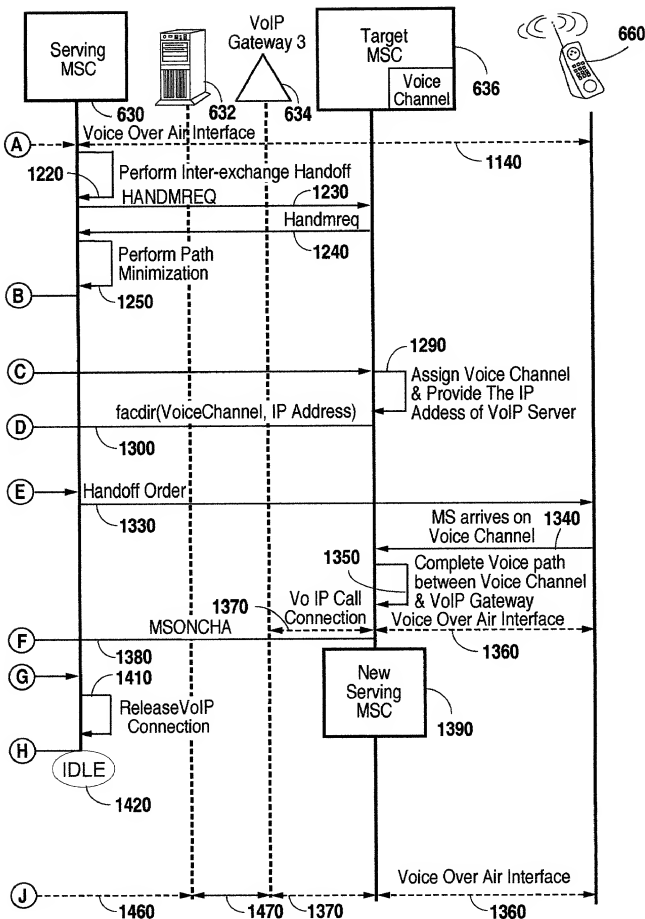 Serving
MSC
630
632
VoIP
Gateway 3
634
Target
MSC
Voice
Channel
636
660
A
Voice Over Air Interface
1140
1220
Perform Inter-exchange Handoff
HANDMREQ
1230
Handmreq
1240
Perform Path
Minimization
B
1250
C
1290
Assign Voice Channel
& Provide The IP
Addess of VoIP Server
facdir(VoiceChannel, IP Address)
D
1300
E
Handoff Order
1330
MS arrives on
Voice Channel
1340
1350
Complete Voice path
between Voice Channel
& VoIP Gateway
1370
Vo IP Call
Connection
Voice Over Air Interface
F
MSONCHA
1380
1360
G
1410
ReleaseVoIP
Connection
New
Serving
MSC
1390
H
IDLE
1420
Voice Over Air Interface
J
1460
1470
1370
1360